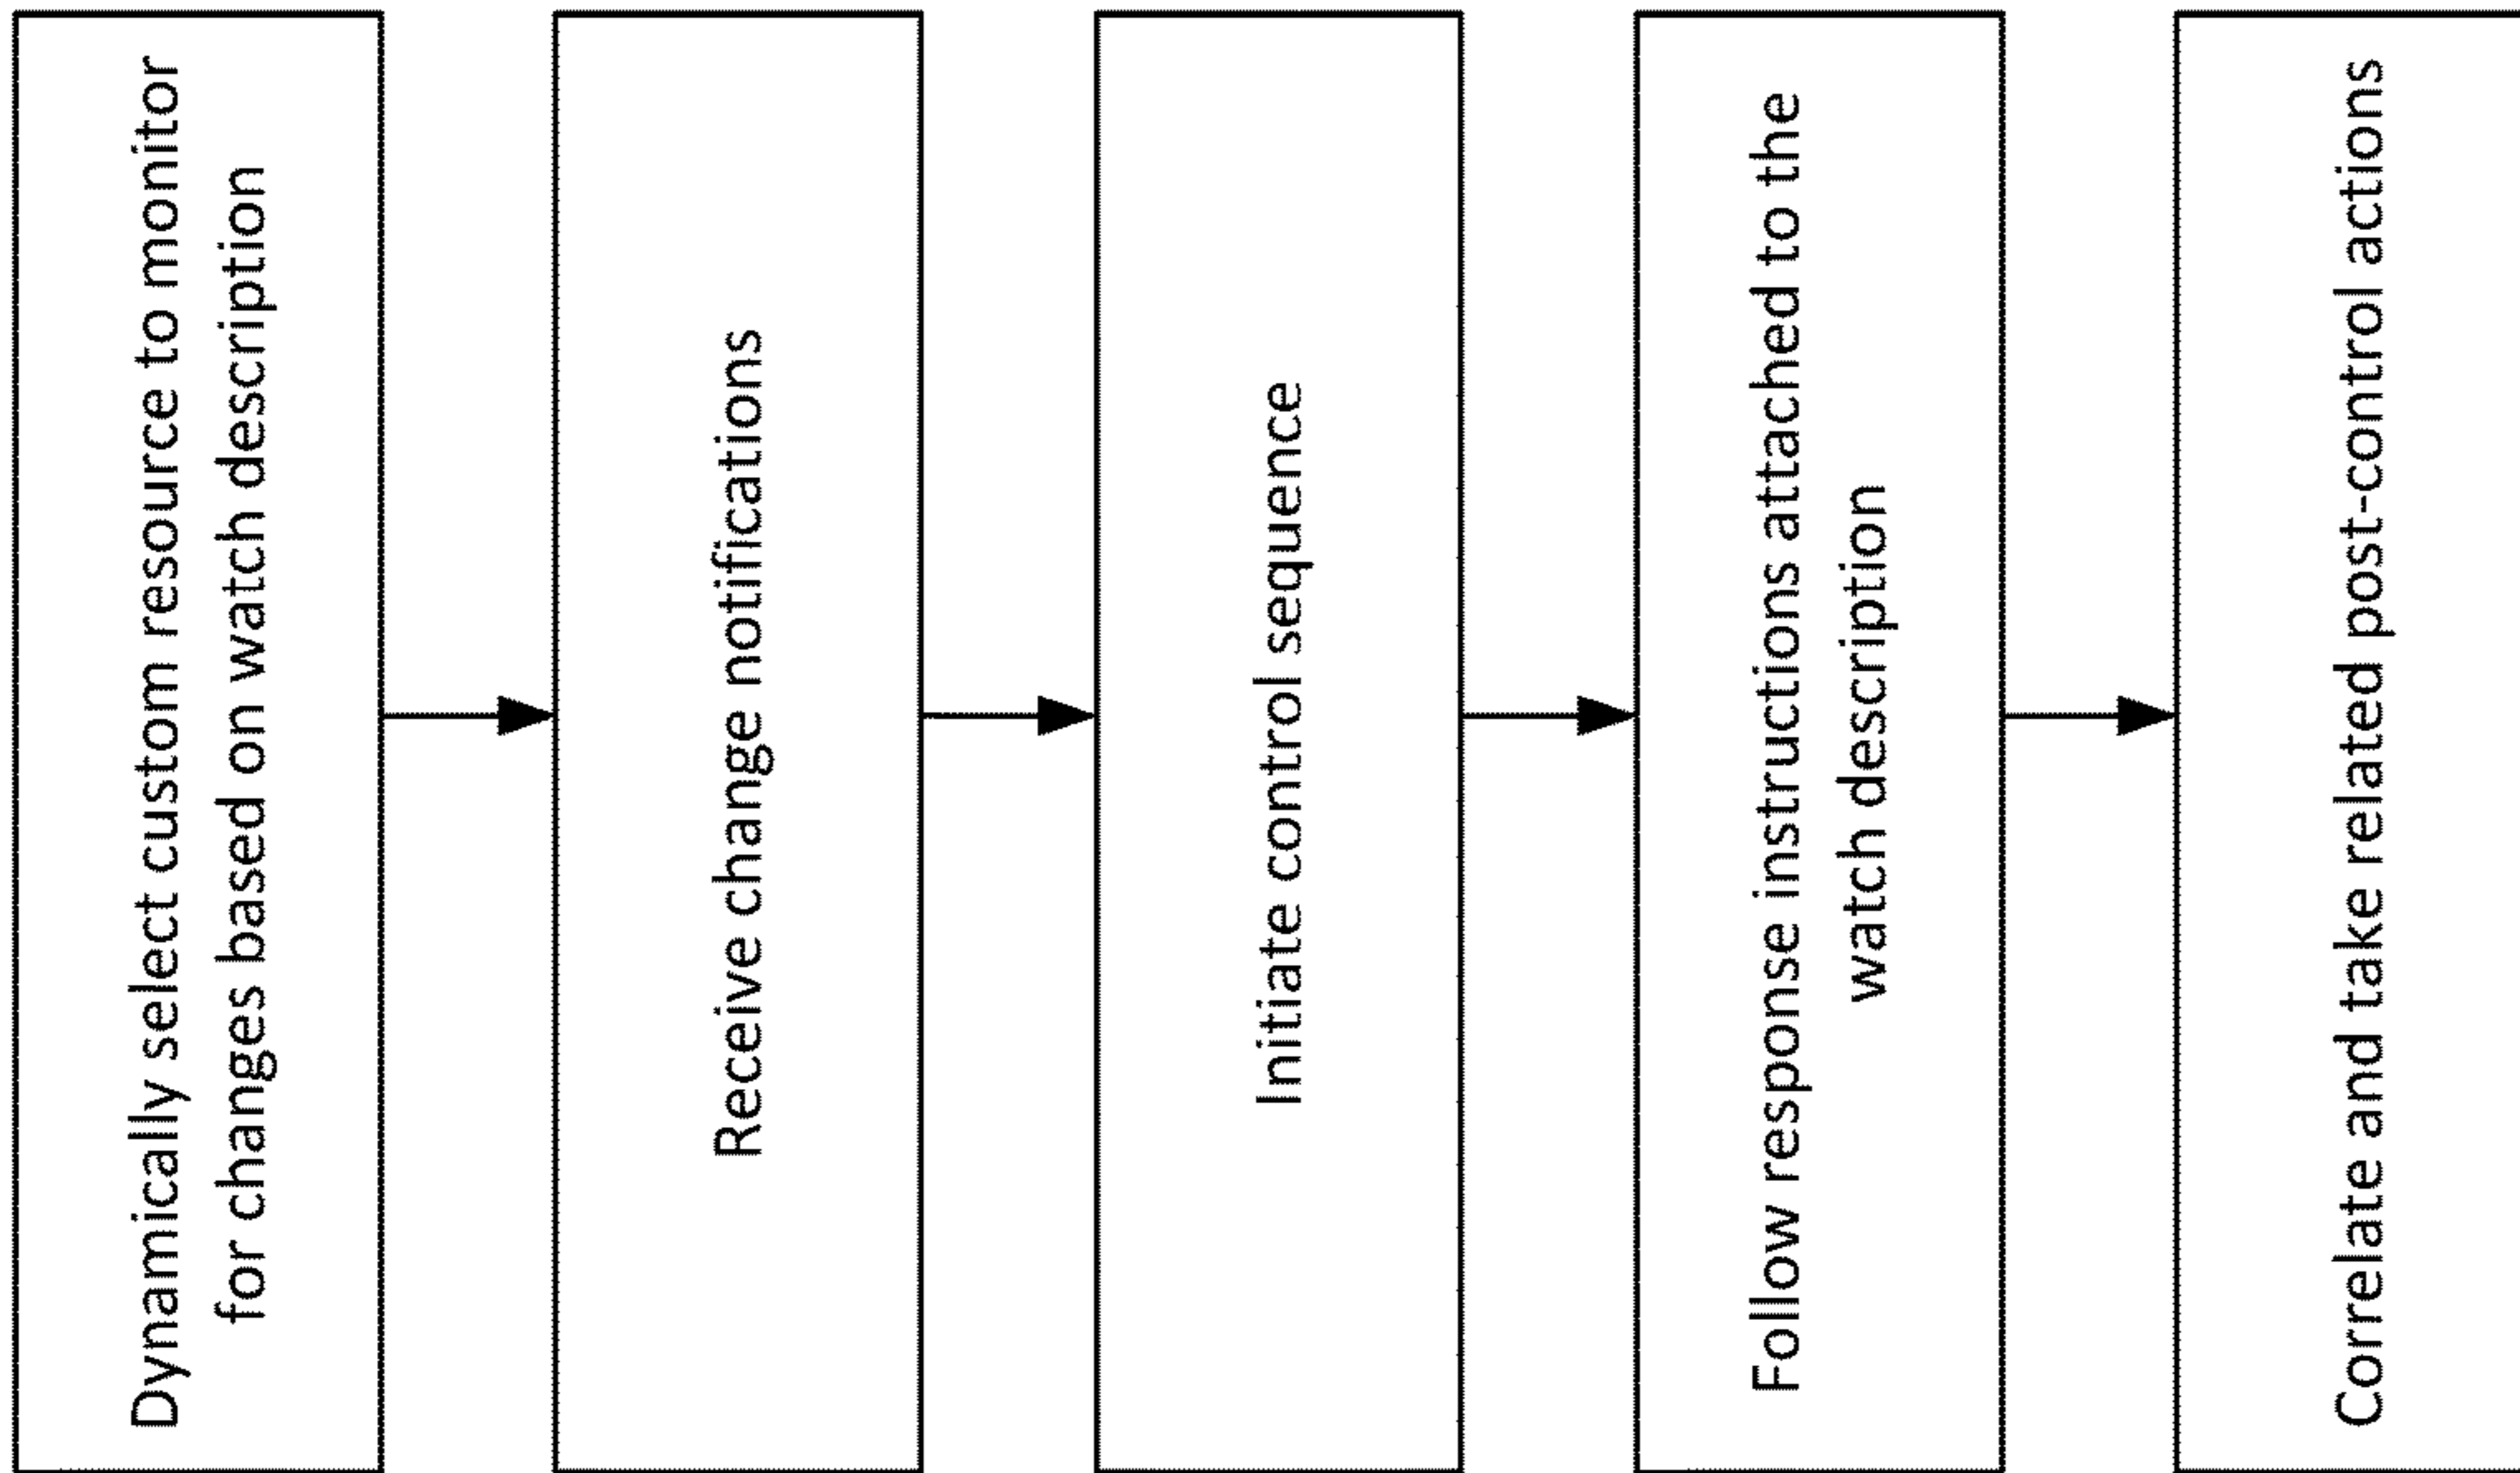 Dynamically select custom resource to monitor
for changes based on watch description
Receive change notifications
Initiate control sequence
Follow response instructions attached to the
watch description
Correlate and take related post-control actions